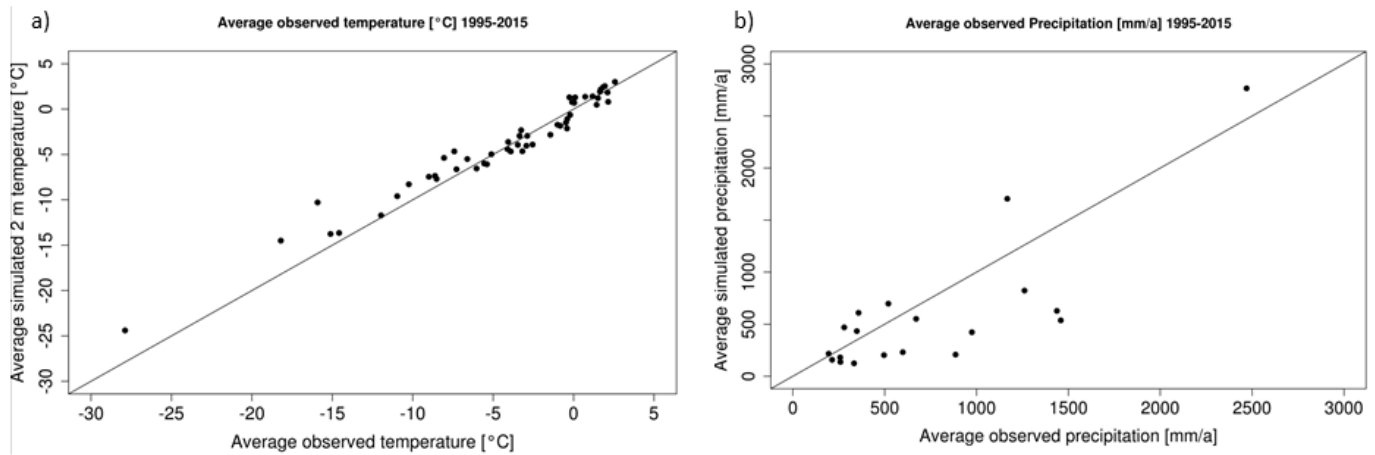 a)
Average observed temperature [°C] 1995-2015
Average simulated 2 m temperature [°C]
5
0
-5
-10
-15
-20
-25
-30
-30 -25 -20 -15 -10 -5 0 5
Average observed temperature [°C]
b)
Average observed Precipitation [mm/a] 1995-2015
Average simulated precipitation [mm/a]
3000
2000
1000
500
0
0 500 1000 1500 2000 2500 3000
Average observed precipitation [mm/a]